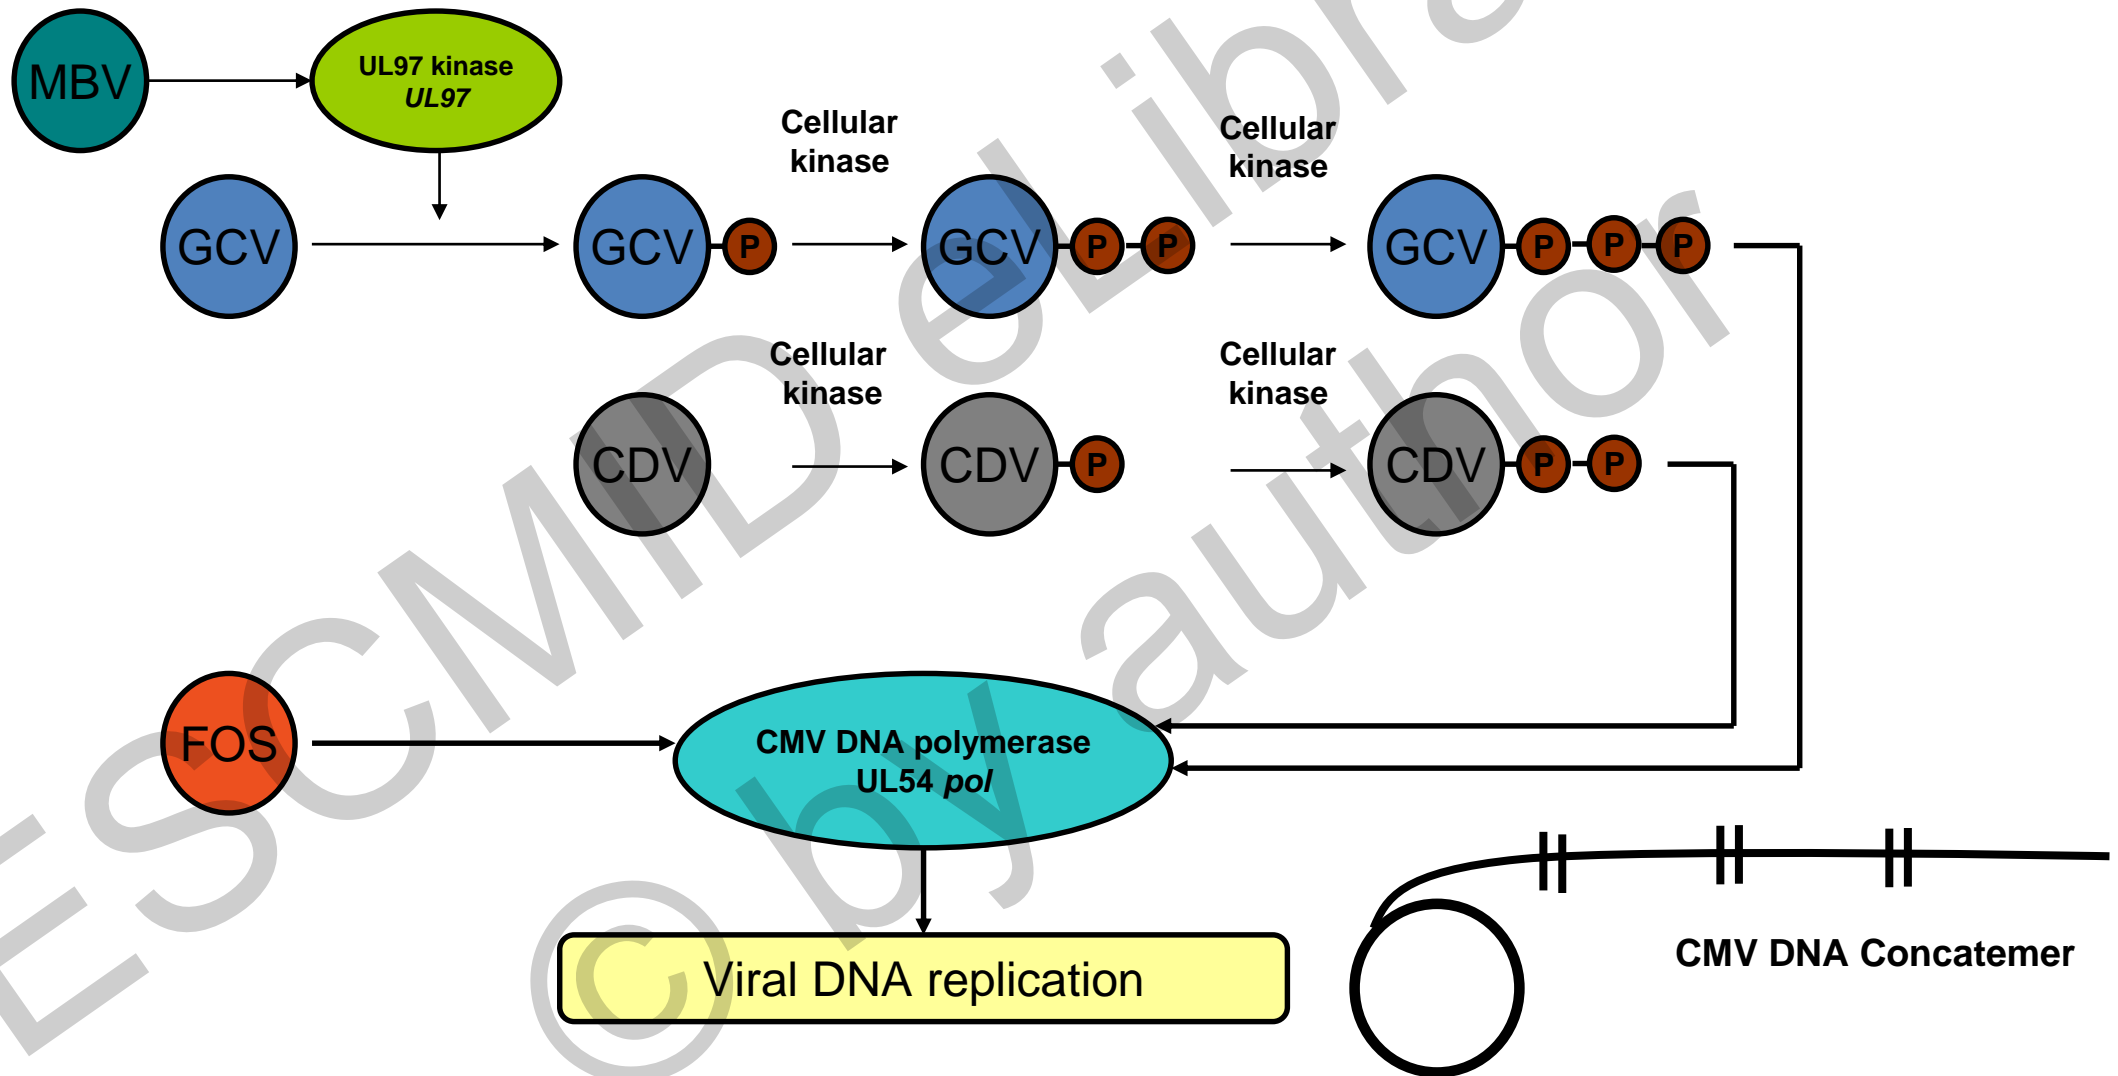 MBV
UL97 kinase
UL97
Cellular
kinase
Cellular
kinase
GCV
GCV P
GCV P P
GCV P P P
Cellular
kinase
Cellular
kinase
CDV
CDV P
CDV P P
FOS
CMV DNA polymerase
UL54 pol
Viral DNA replication
CMV DNA Concatemer
ESCMID eLibra
© by author